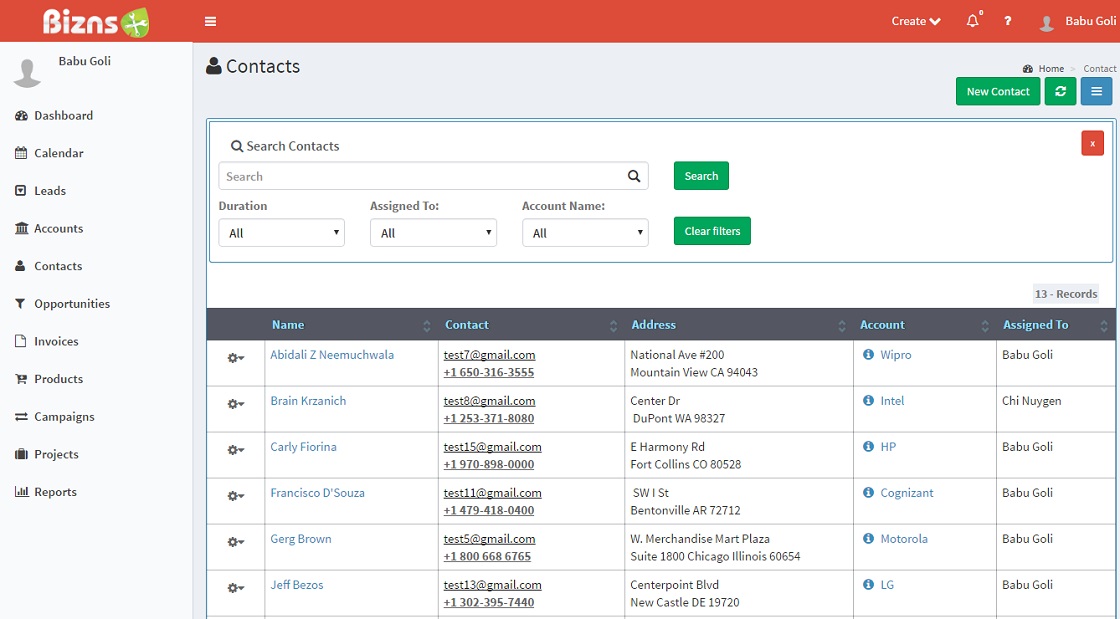 Bizns
Create
0
?
Babu Goli
Babu Goli
Dashboard
Calendar
Leads
Accounts
Contacts
Opportunities
Invoices
Products
Campaigns
Projects
Reports
Contacts
Home > Contact
New Contact
Search Contacts
x
Search
Search
Duration
Assigned To:
Account Name:
All
All
All
Clear filters
13 - Records
Name Contact Address Account Assigned To
Abidali Z Neemuchwala test7@gmail.com National Ave #200 Wipro Babu Goli
+1 650-316-3555 Mountain View CA 94043
Brain Krzanich test8@gmail.com Center Dr Intel Chi Nuygen
+1 253-371-8080 DuPont WA 98327
Carly Fiorina test15@gmail.com E Harmony Rd HP Babu Goli
+1 970-898-0000 Fort Collins CO 80528
Francisco D'Souza test11@gmail.com SW I St Cognizant Babu Goli
+1 479-418-0400 Bentonville AR 72712
Gerg Brown test5@gmail.com W. Merchandise Mart Plaza Motorola Babu Goli
+1 800 668 6765 Suite 1800 Chicago Illinois 60654
Jeff Bezos test13@gmail.com Centerpoint Blvd LG Babu Goli
+1 302-395-7440 New Castle DE 19720